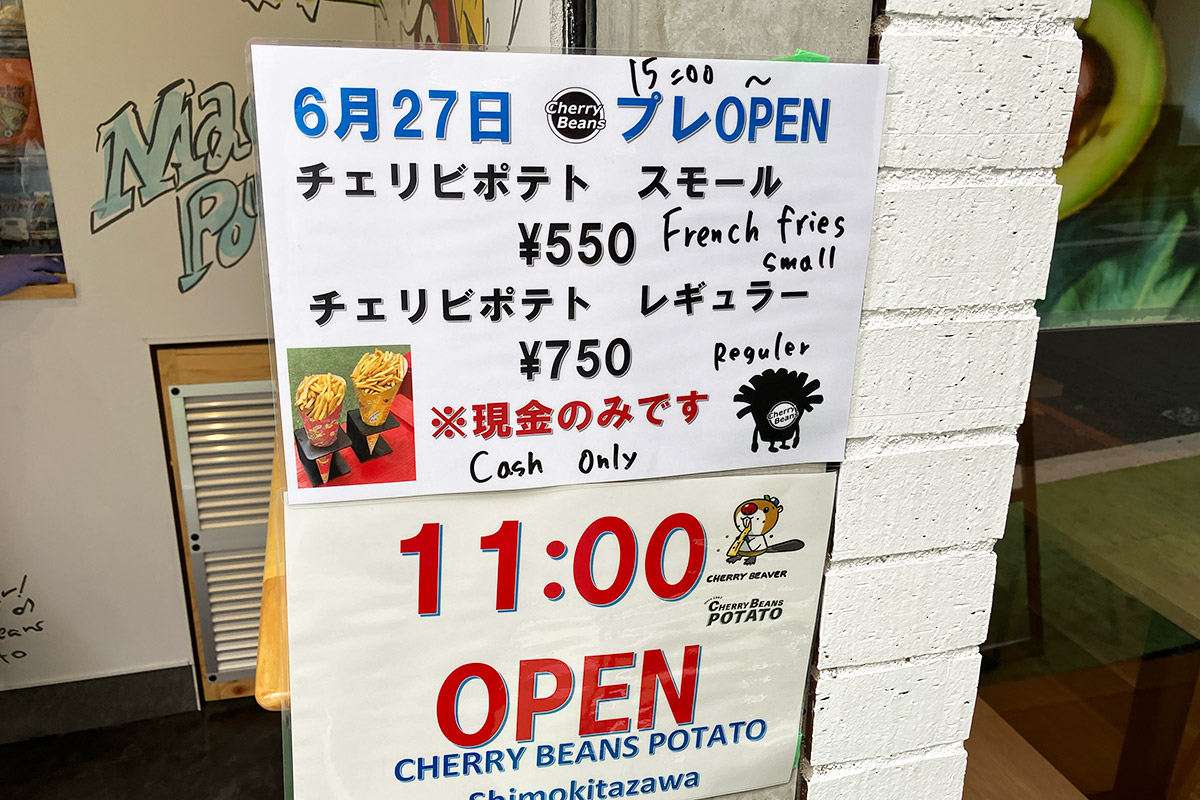 15:00 〜
6月27日 Cherry Beans プレOPEN
チェリビポテト スモール
¥550 French fries
small
チェリビポテト レギュラー
¥750 Reguler
Cherry
Beans
※現金のみです
Cash Only
11:00
CHERRY BEAVER
CHERRY BEANS
POTATO
OPEN
CHERRY BEANS POTATO
Shimokitazawa